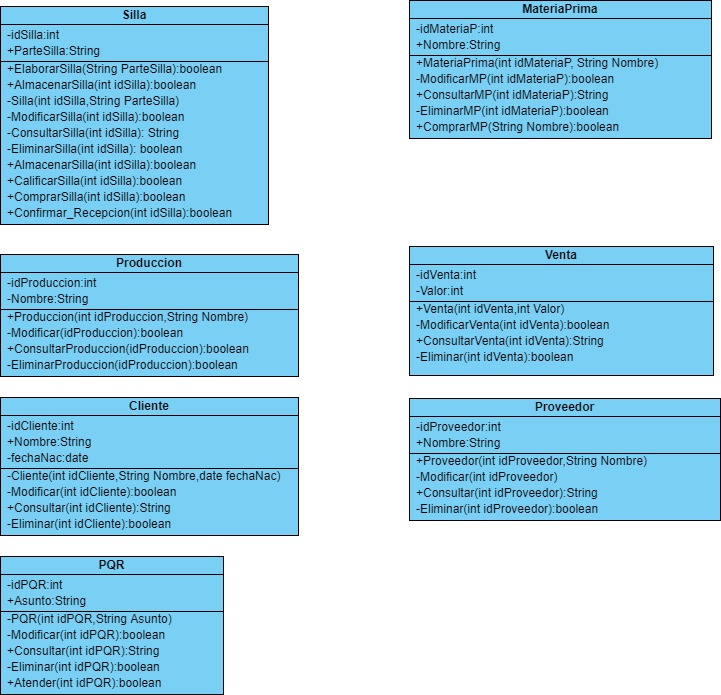 Silla
-idSilla:int
+ParteSilla:String
+ElaborarSilla(String ParteSilla):boolean
+AlmacenarSilla(int idSilla):boolean
-Silla(int idSilla,String ParteSilla)
-ModificarSilla(int idSilla):boolean
-ConsultarSilla(int idSilla): String
-EliminarSilla(int idSilla): boolean
+AlmacenarSilla(int idSilla):boolean
+CalificarSilla(int idSilla):boolean
+ComprarSilla(int idSilla):boolean
+Confirmar_Recepcion(int idSilla):boolean
MateriaPrima
-idMateriaP:int
+Nombre:String
+MateriaPrima(int idMateriaP, String Nombre)
-ModificarMP(int idMateriaP):boolean
+ConsultarMP(int idMateriaP):String
-EliminarMP(int idMateriaP):boolean
+ComprarMP(String Nombre):boolean
Produccion
-idProduccion:int
-Nombre:String
+Produccion(int idProduccion,String Nombre)
-Modificar(idProduccion):boolean
+ConsultarProduccion(idProduccion):boolean
-EliminarProduccion(idProduccion):boolean
Venta
-idVenta:int
-Valor:int
+Venta(int idVenta,int Valor)
-ModificarVenta(int idVenta):boolean
+ConsultarVenta(int idVenta):String
-Eliminar(int idVenta):boolean
Cliente
-idCliente:int
+Nombre:String
-fechaNac:date
-Cliente(int idCliente,String Nombre,date fechaNac)
-Modificar(int idCliente):boolean
+Consultar(int idCliente):String
-Eliminar(int idCliente):boolean
Proveedor
-idProveedor:int
+Nombre:String
+Proveedor(int idProveedor,String Nombre)
-Modificar(int idProveedor)
+Consultar(int idProveedor):String
-Eliminar(int idProveedor):boolean
PQR
-idPQR:int
+Asunto:String
-PQR(int idPQR,String Asunto)
-Modificar(int idPQR):boolean
+Consultar(int idPQR):String
-Eliminar(int idPQR):boolean
+Atender(int idPQR):boolean